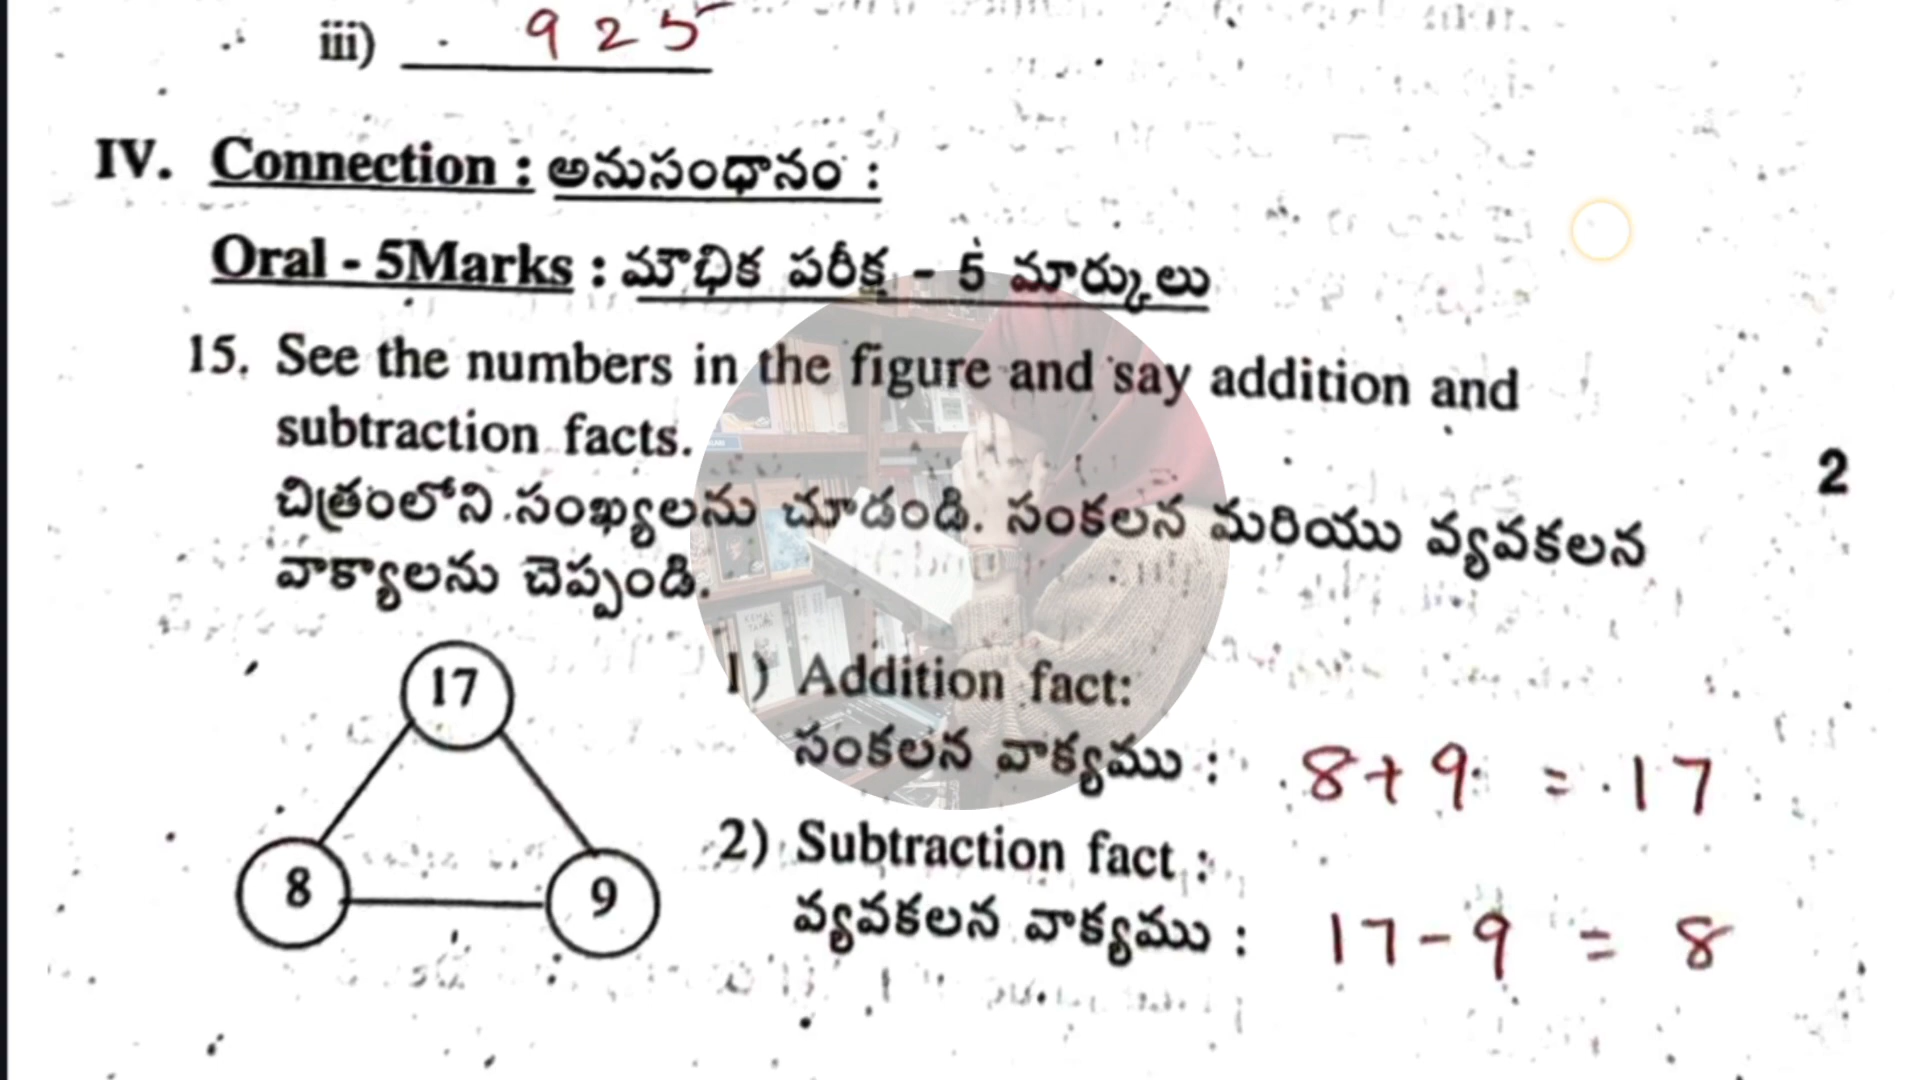 iii) 925
IV. Connection : అనుసంధానం :
Oral - 5Marks : మౌఖిక పరీక్ష - 5 మార్కులు
15. See the numbers in the figure and say addition and
subtraction facts.
2
చిత్రంలోని సంఖ్యలను చూడండి. సంకలన మరియు వ్యవకలన
వాక్యాలను చెప్పండి.
17
8
9
1) Addition fact:
సంకలన వాక్యము : 8+9 = 17
2) Subtraction fact :
వ్యవకలన వాక్యము : 17-9 = 8